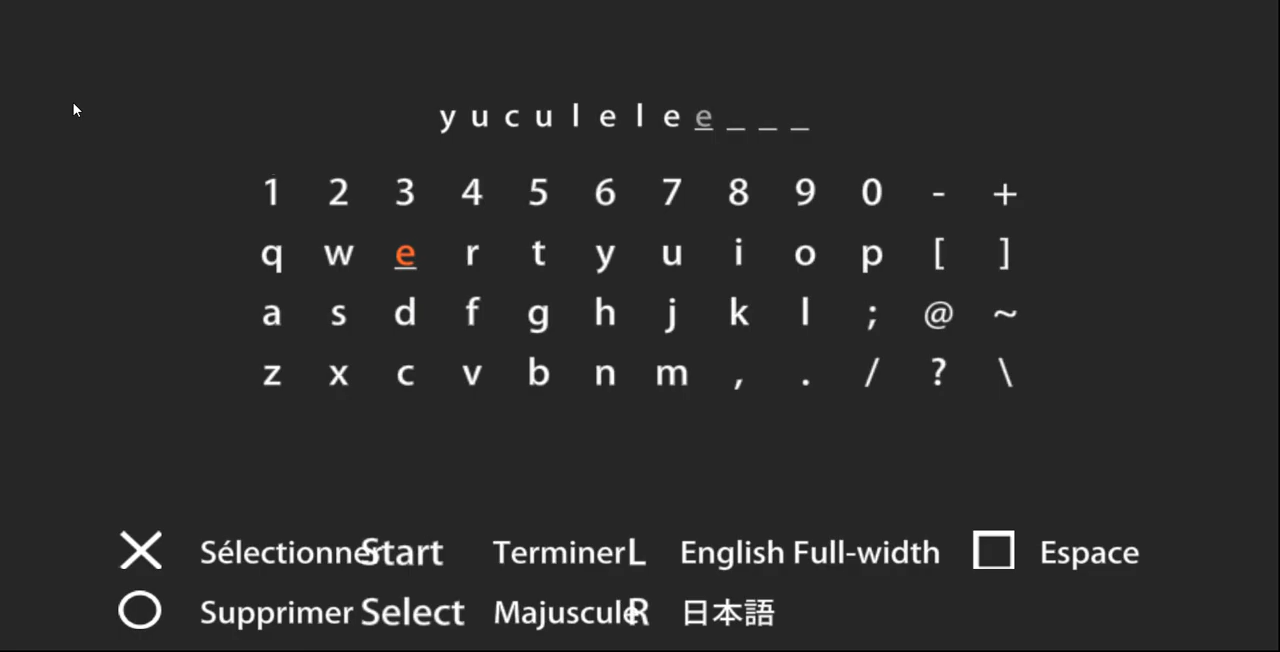 yuculelee___
1 2 3 4 5 6 7 8 9 0 - +
q w e r t y u i o p [ ]
a s d f g h j k l ; @ ~
z x c v b n m , . / ? \
Sélectionner Start Terminer L English Full-width Espace
Supprimer Select Majuscule R 日本語